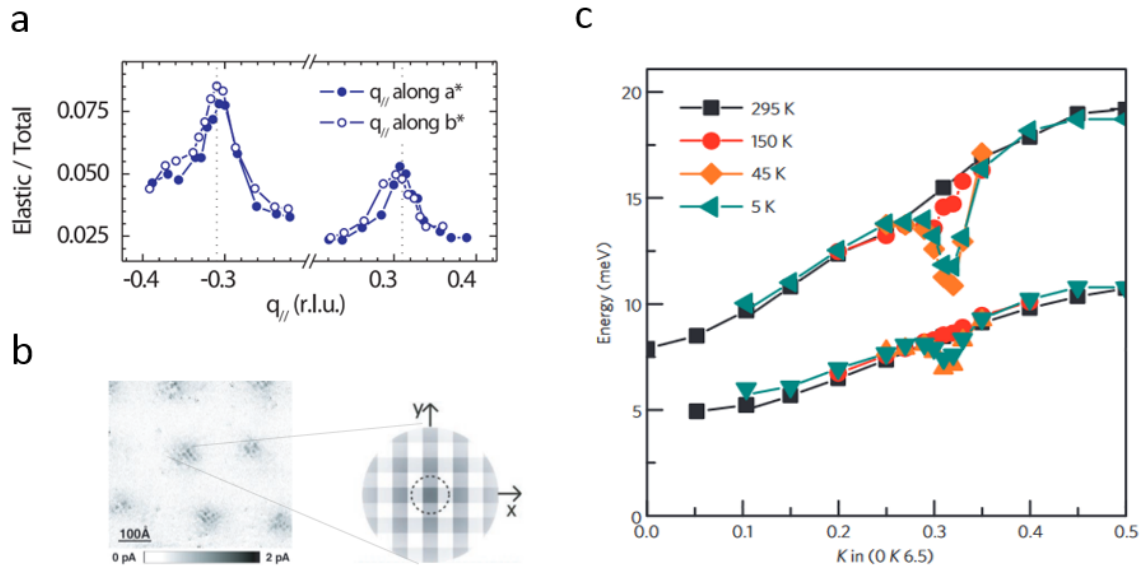 a
Elastic / Total
0.075
0.050
0.025
q// along a*
q// along b*
-0.4
-0.3
0.3
0.4
q// (r.l.u.)
b
100Å
0 pA
2 pA
y
x
c
Energy (meV)
20
15
10
5
0
295 K
150 K
45 K
5 K
0.0
0.1
0.2
0.3
0.4
0.5
K in (0 K 6.5)